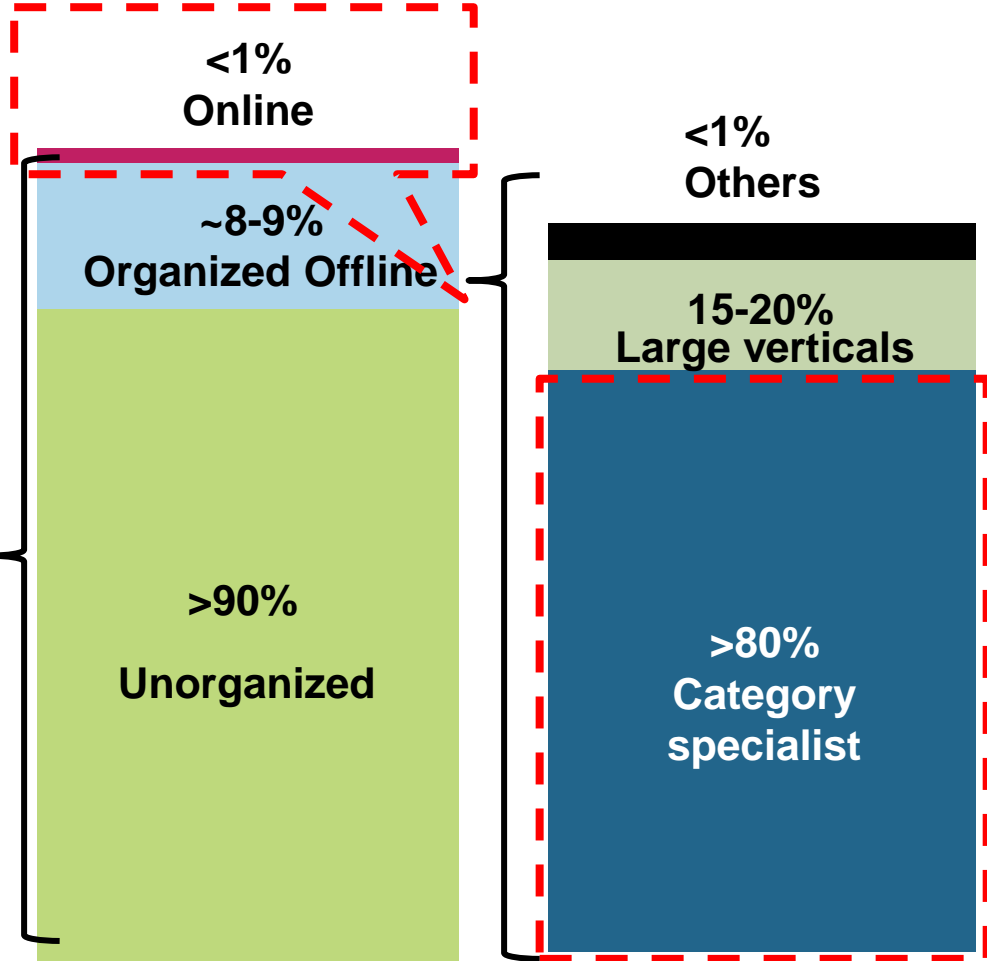 <1%
Online
~8-9%
Organized Offline
>90%
Unorganized
<1%
Others
15-20%
Large verticals
>80%
Category
specialist